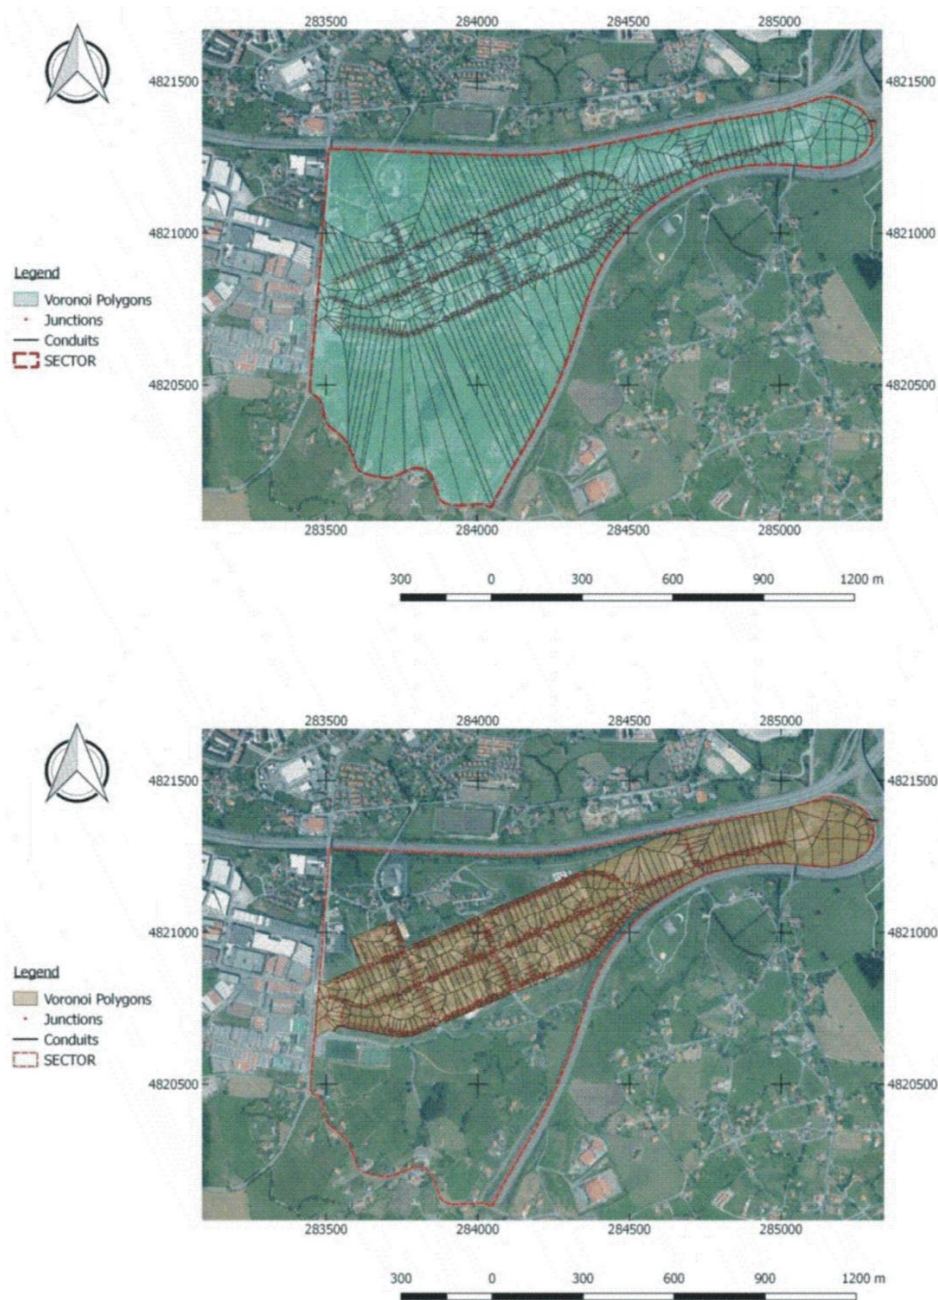 283500 284000 284500 285000
4821500 4821500
4821000 4821000
Legend
Voronoi Polygons
Junctions
Conduits
SECTOR
4820500 4820500
283500 284000 284500 285000
300 0 300 600 900 1200 m
283500 284000 284500 285000
4821500 4821500
4821000 4821000
Legend
Voronoi Polygons
Junctions
Conduits
SECTOR
4820500 4820500
283500 284000 284500 285000
300 0 300 600 900 1200 m